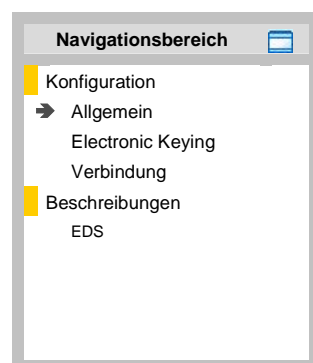 Navigationsbereich
Konfiguration
Allgemein
Electronic Keying
Verbindung
Beschreibungen
EDS